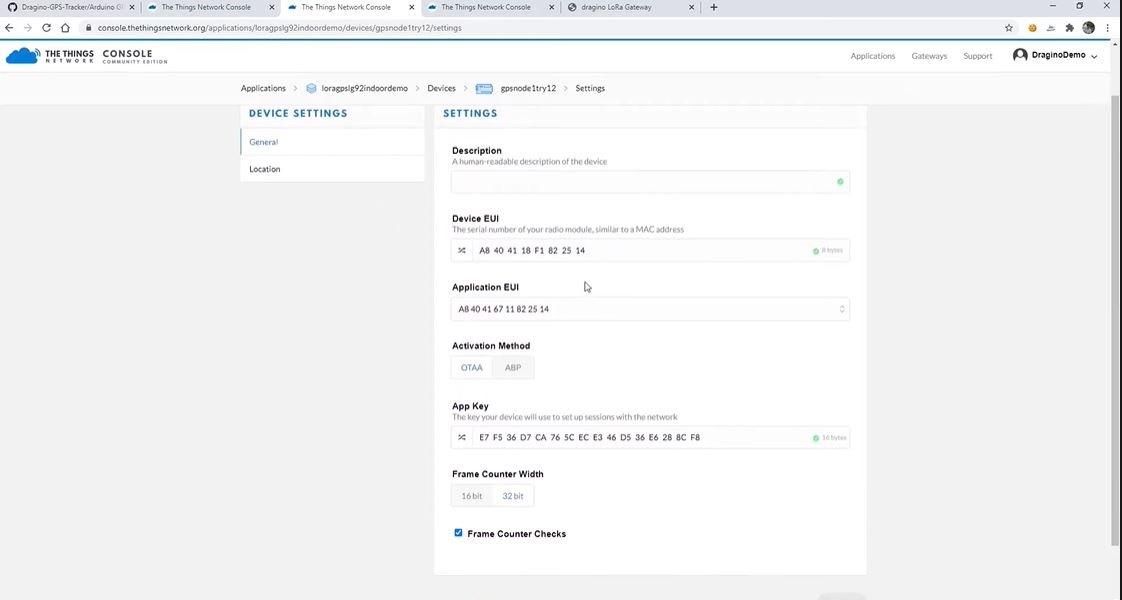 Dragino-GPS-Tracker/Arduino G
The Things Network Console
The Things Network Console
The Things Network Console
dragino LoRa Gateway
console.thethingsnetwork.org/applications/loragpslg92indoordemo/devices/gpsnode1try12/settings
THE THINGS NETWORK CONSOLE COMMUNITY EDITION
Applications Gateways Support DraginoDemo
Applications > loragpslg92indoordemo > Devices > gpsnode1try12 > Settings
DEVICE SETTINGS
General
Location
SETTINGS
Description
A human-readable description of the device
Device EUI
The serial number of your radio module, similar to a MAC address
A8 40 41 18 F1 82 25 14 8 bytes
Application EUI
A8 40 41 67 11 82 25 14
Activation Method
OTAA ABP
App Key
The key your device will use to set up sessions with the network
E7 F5 36 D7 CA 76 5C EC E3 46 D5 36 E6 28 8C F8 16 bytes
Frame Counter Width
16 bit 32 bit
Frame Counter Checks